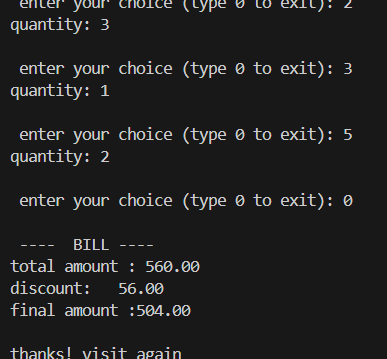 enter your choice (type 0 to exit): 2
quantity: 3
enter your choice (type 0 to exit): 3
quantity: 1
enter your choice (type 0 to exit): 5
quantity: 2
enter your choice (type 0 to exit): 0
----  BILL ----
total amount : 560.00
discount:   56.00
final amount :504.00
thanks! visit again